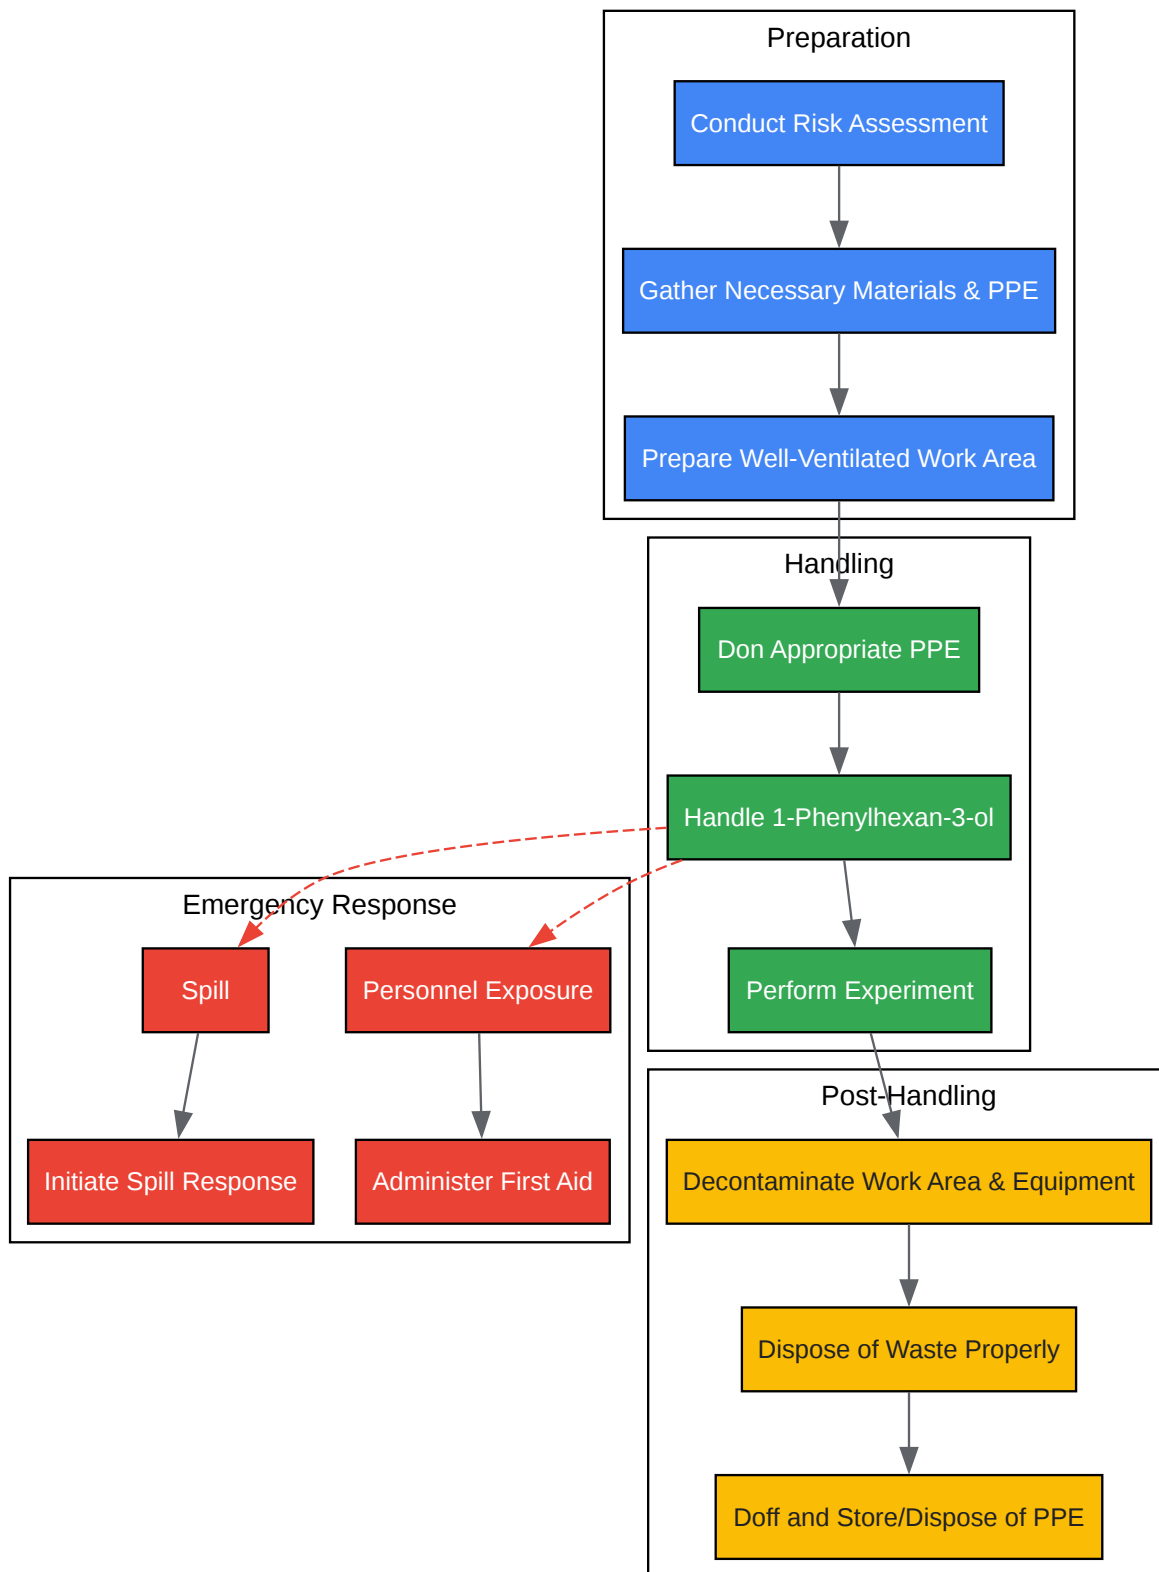 Preparation
Conduct Risk Assessment
Gather Necessary Materials & PPE
Prepare Well-Ventilated Work Area
Handling
Don Appropriate PPE
Handle 1-Phenylhexan-3-ol
Perform Experiment
Emergency Response
Spill
Personnel Exposure
Initiate Spill Response
Administer First Aid
Post-Handling
Decontaminate Work Area & Equipment
Dispose of Waste Properly
Doff and Store/Dispose of PPE